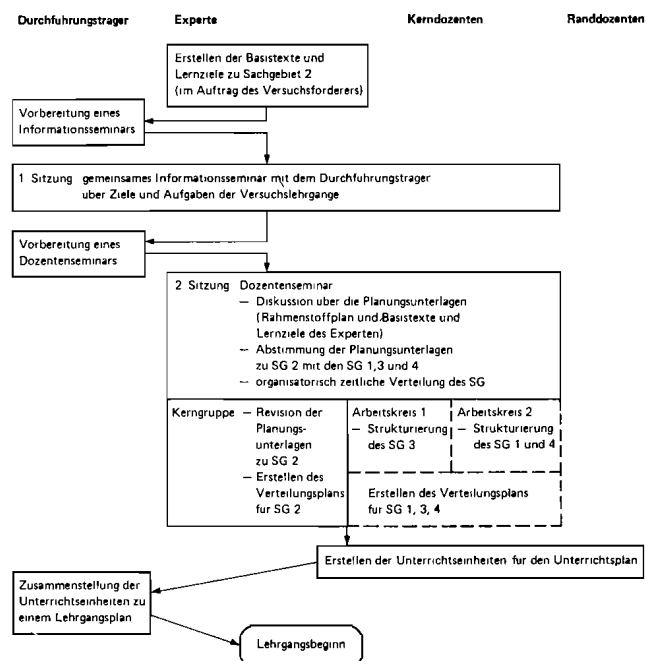 Durchfuhrungstrager Experte Kerndozenten Randdozenten
Erstellen der Basistexte und
Lernziele zu Sachgebiet 2
(im Auftrag des Versuchsforderers)
Vorbereitung eines
Informationsseminars
1 Sitzung gemeinsames Informationsseminar mit dem Durchfuhrungstrager
uber Ziele und Aufgaben der Versuchslehrgange
Vorbereitung eines
Dozentenseminars
2 Sitzung Dozentenseminar
— Diskussion uber die Planungsunterlagen
(Rahmenstoffplan und Basistexte und
Lernziele des Experten)
— Abstimmung der Planungsunterlagen
zu SG 2 mit den SG 1,3 und 4
— organisatorisch zeitliche Verteilung des SG
Kerngruppe — Revision der
Planungs-
unterlagen
zu SG 2
— Erstellen des
Verteilungsplans
fur SG 2
Arbeitskreis 1
— Strukturierung
des SG 3
Arbeitskreis 2
— Strukturierung
des SG 1 und 4
Erstellen des Verteilungsplans
fur SG 1, 3, 4
Erstellen der Unterrichtseinheiten fur den Unterrichtsplan
Zusammenstellung der
Unterrichtseinheiten zu
einem Lehrgangsplan
Lehrgangsbeginn